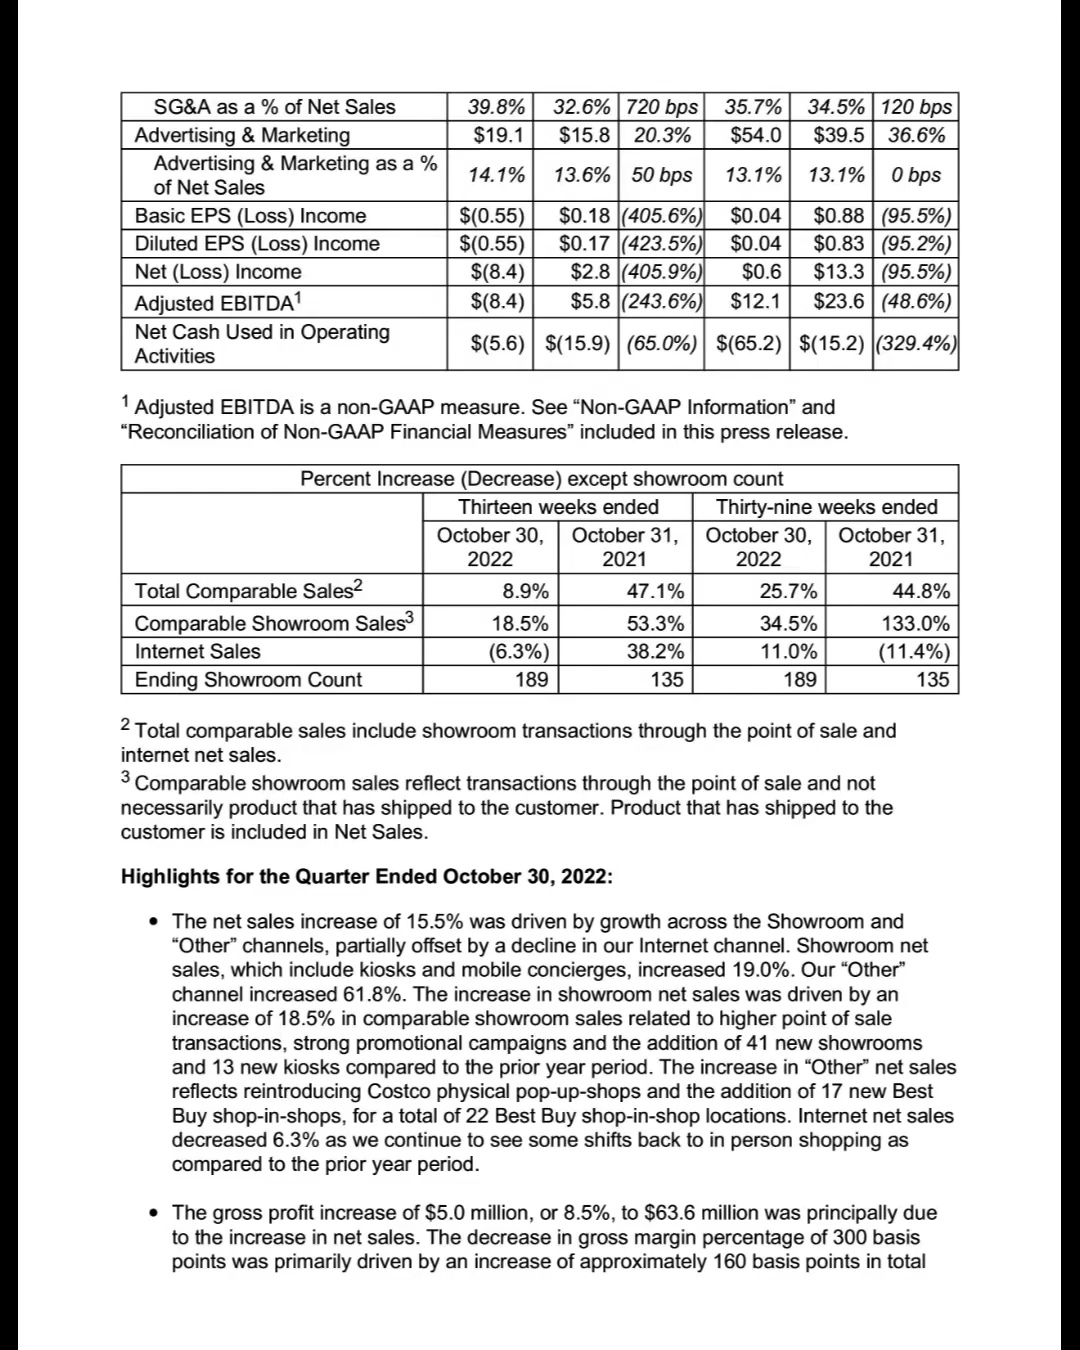 SG&A as a % of Net Sales 39.8% 32.6% 720 bps 35.7% 34.5% 120 bps
Advertising & Marketing $19.1 $15.8 20.3% $54.0 $39.5 36.6%
Advertising & Marketing as a %
of Net Sales 14.1% 13.6% 50 bps 13.1% 13.1% 0 bps
Basic EPS (Loss) Income $(0.55) $0.18 (405.6%) $0.04 $0.88 (95.5%)
Diluted EPS (Loss) Income $(0.55) $0.17 (423.5%) $0.04 $0.83 (95.2%)
Net (Loss) Income $(8.4) $2.8 (405.9%) $0.6 $13.3 (95.5%)
Adjusted EBITDA1 $(8.4) $5.8 (243.6%) $12.1 $23.6 (48.6%)
Net Cash Used in Operating
Activities $(5.6) $(15.9) (65.0%) $(65.2) $(15.2) (329.4%)
1 Adjusted EBITDA is a non-GAAP measure. See “Non-GAAP Information” and
“Reconciliation of Non-GAAP Financial Measures” included in this press release.
Percent Increase (Decrease) except showroom count
Thirteen weeks ended Thirty-nine weeks ended
October 30, October 31, October 30, October 31,
2022 2021 2022 2021
Total Comparable Sales2 8.9% 47.1% 25.7% 44.8%
Comparable Showroom Sales3 18.5% 53.3% 34.5% 133.0%
Internet Sales (6.3%) 38.2% 11.0% (11.4%)
Ending Showroom Count 189 135 189 135
2 Total comparable sales include showroom transactions through the point of sale and
internet net sales.
3 Comparable showroom sales reflect transactions through the point of sale and not
necessarily product that has shipped to the customer. Product that has shipped to the
customer is included in Net Sales.
Highlights for the Quarter Ended October 30, 2022:
• The net sales increase of 15.5% was driven by growth across the Showroom and
“Other” channels, partially offset by a decline in our Internet channel. Showroom net
sales, which include kiosks and mobile concierges, increased 19.0%. Our “Other”
channel increased 61.8%. The increase in showroom net sales was driven by an
increase of 18.5% in comparable showroom sales related to higher point of sale
transactions, strong promotional campaigns and the addition of 41 new showrooms
and 13 new kiosks compared to the prior year period. The increase in “Other” net sales
reflects reintroducing Costco physical pop-up-shops and the addition of 17 new Best
Buy shop-in-shops, for a total of 22 Best Buy shop-in-shop locations. Internet net sales
decreased 6.3% as we continue to see some shifts back to in person shopping as
compared to the prior year period.
• The gross profit increase of $5.0 million, or 8.5%, to $63.6 million was principally due
to the increase in net sales. The decrease in gross margin percentage of 300 basis
points was primarily driven by an increase of approximately 160 basis points in total